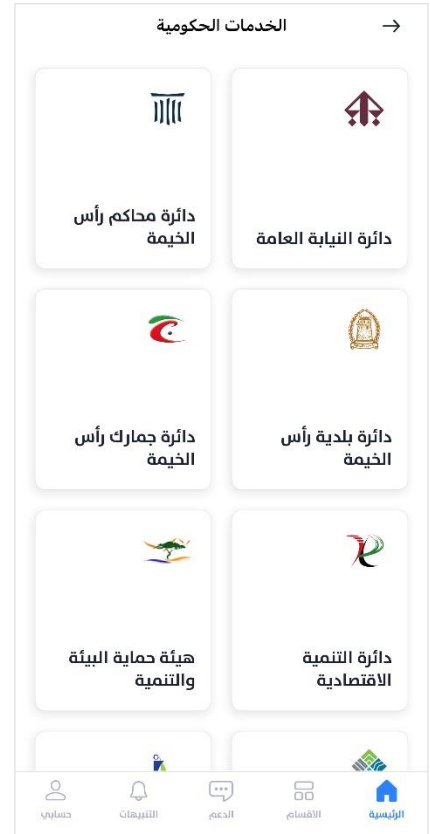 الخدمات الحكومية
دائرة النيابة العامة
دائرة محاكم رأس
الخيمة
دائرة بلدية رأس
الخيمة
دائرة جمارك رأس
الخيمة
دائرة التنمية
الاقتصادية
هيئة حماية البيئة
والتنمية
الرئيسية
الأقسام
الدعم
التنبيهات
حسابي